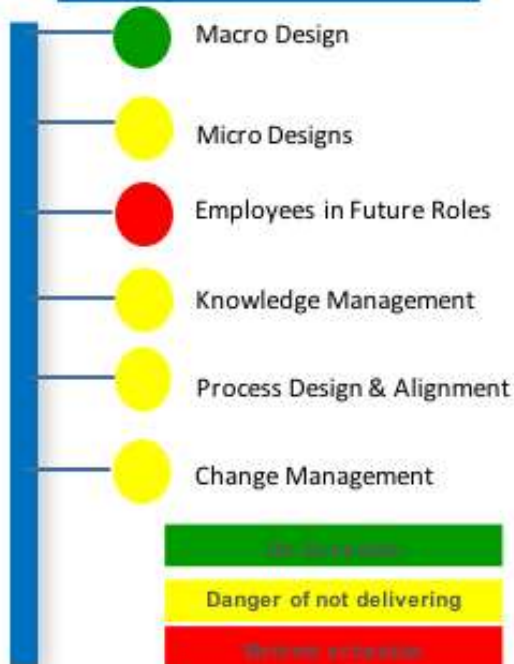 Macro Design
Micro Designs
Employees in Future Roles
Knowledge Management
Process Design & Alignment
Change Management
Danger of not delivering